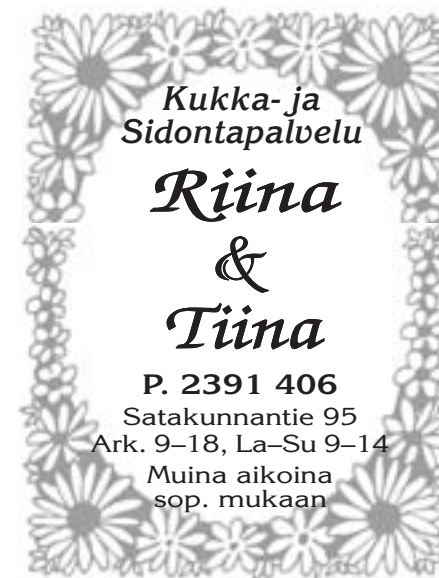 Kukka- ja
Sidontapalvelu
Riina
&
Tiina
P. 2391 406
Satakunnantie 95
Ark. 9–18, La–Su 9–14
Muina aikoina
sop. mukaan